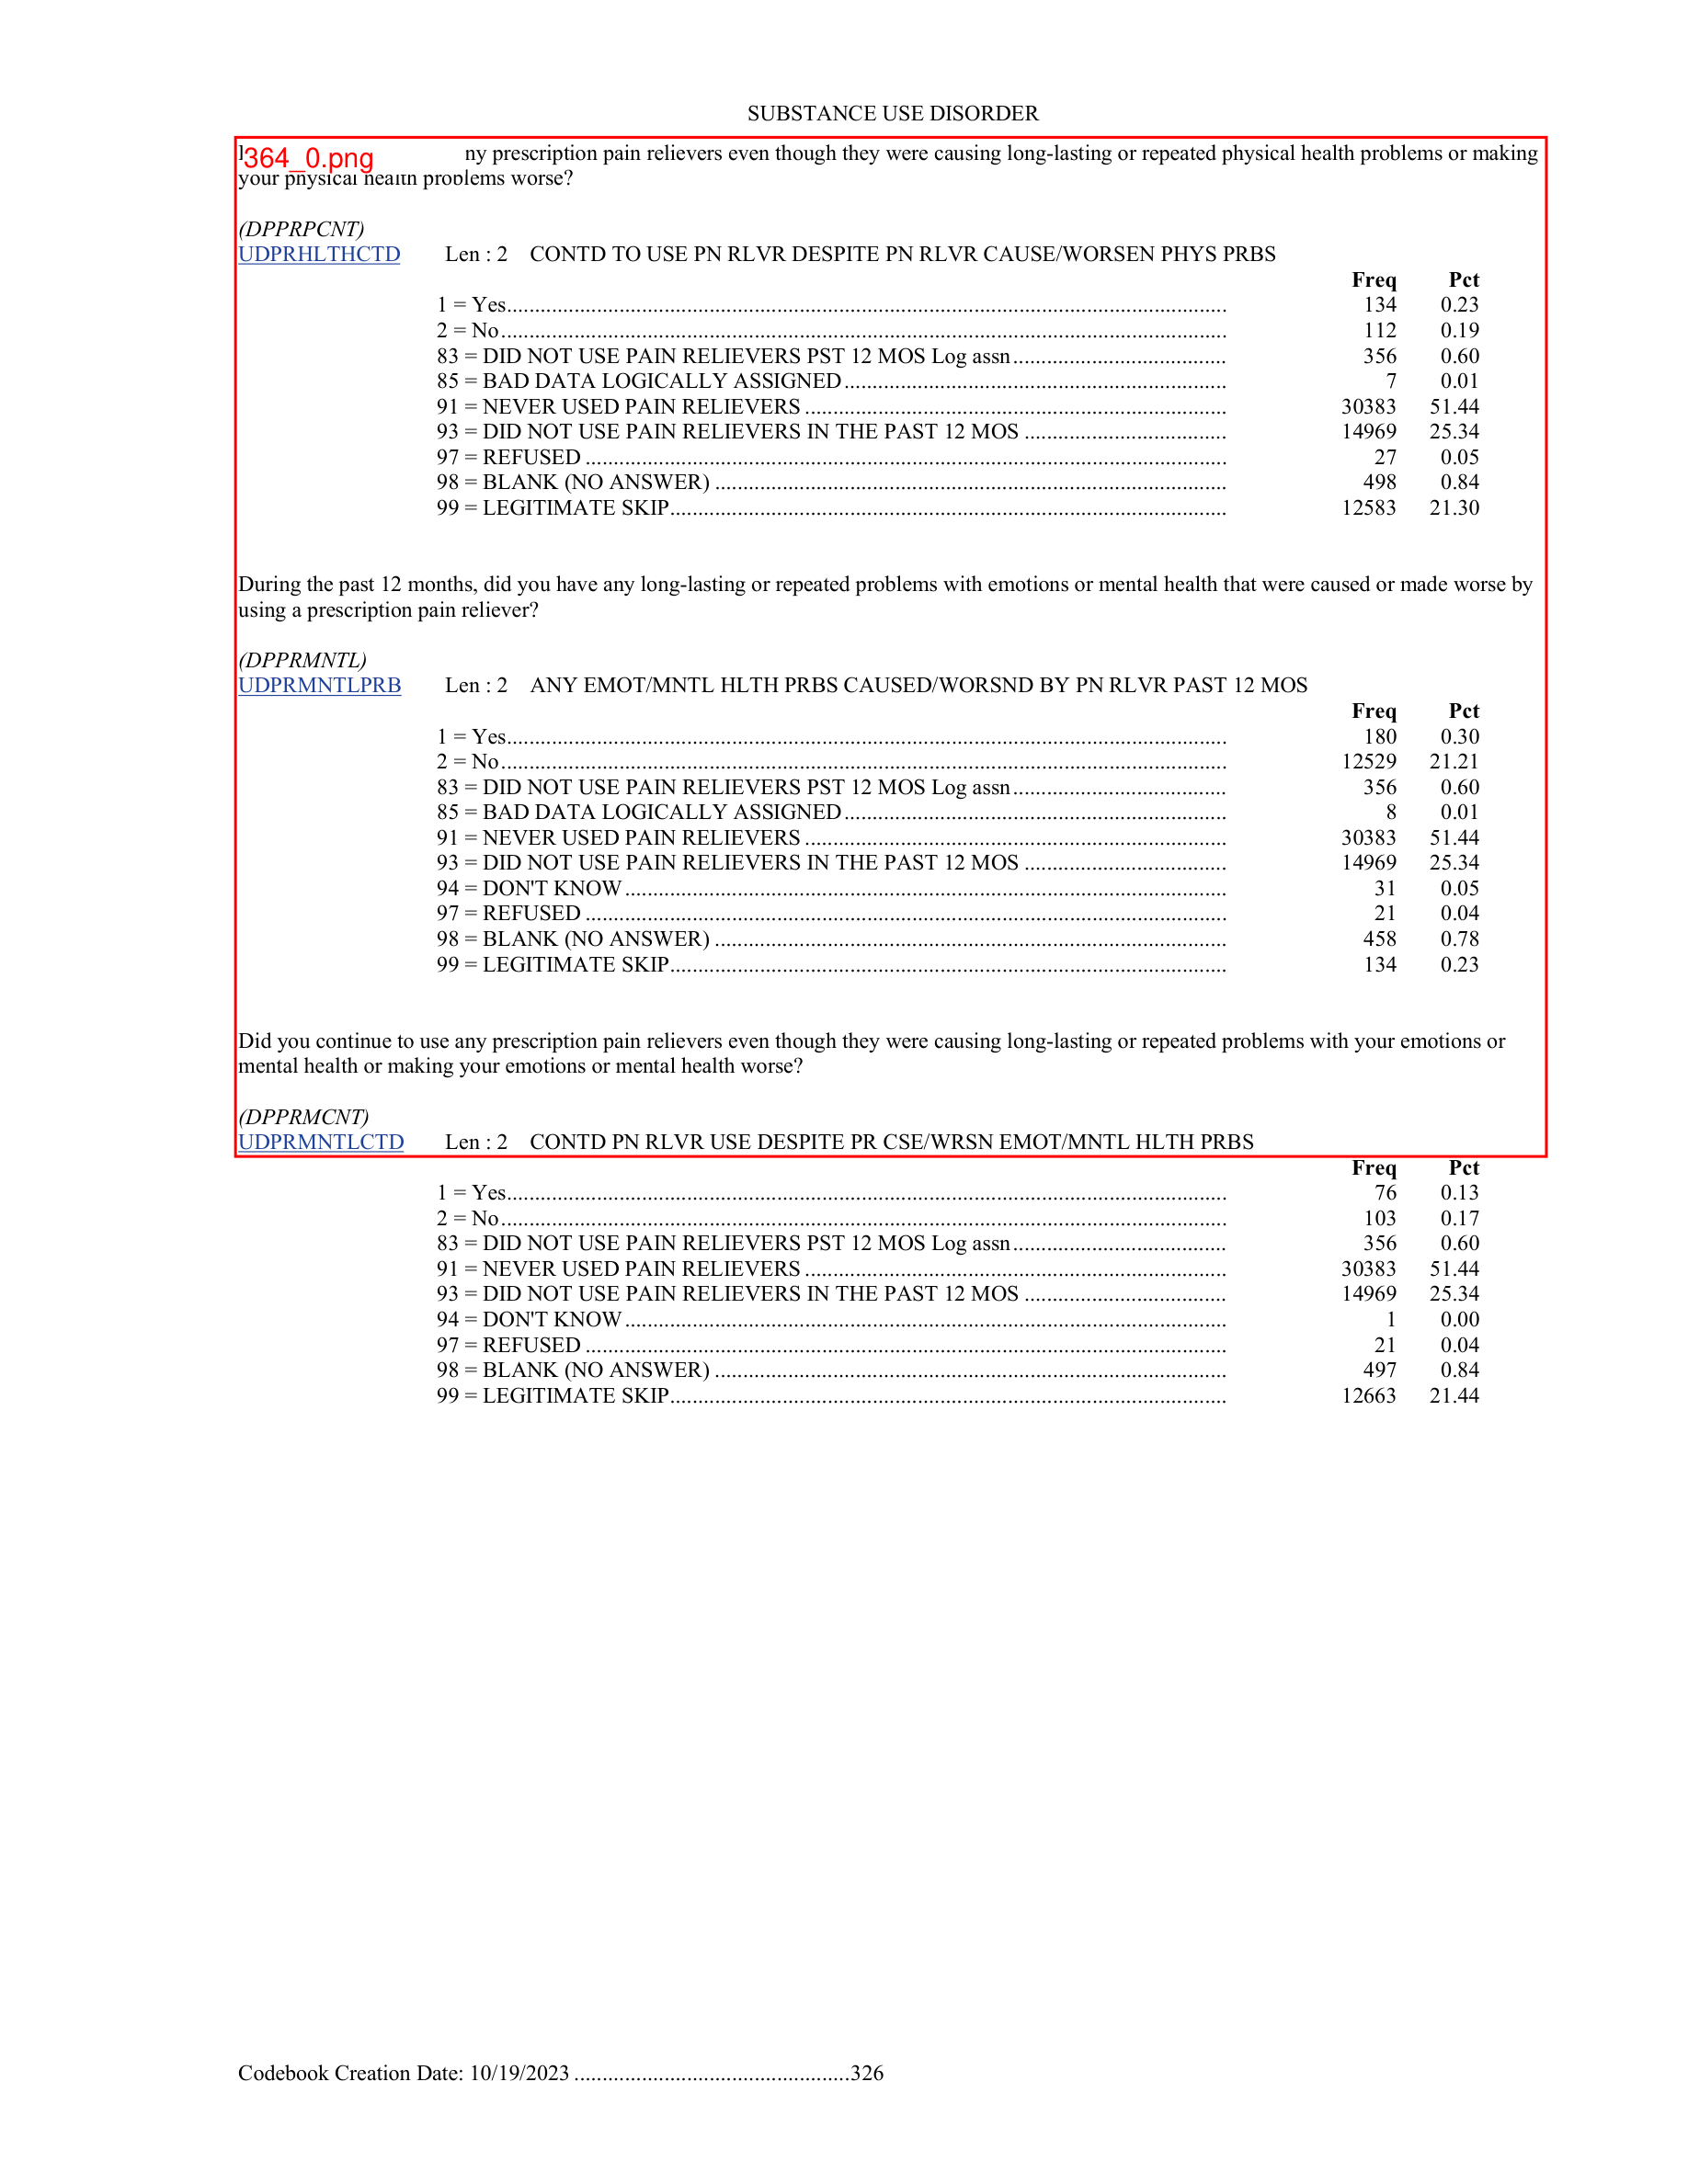 SUBSTANCE USE DISORDER
364_0.png
ny prescription pain relievers even though they were causing long-lasting or repeated physical health problems or making
your physical health problems worse?
(DPPRPCNT)
UDPRHLTHCTD Len : 2 CONTD TO USE PN RLVR DESPITE PN RLVR CAUSE/WORSEN PHYS PRBS
Freq Pct
1 = Yes 134 0.23
2 = No 112 0.19
83 = DID NOT USE PAIN RELIEVERS PST 12 MOS Log assn 356 0.60
85 = BAD DATA LOGICALLY ASSIGNED 7 0.01
91 = NEVER USED PAIN RELIEVERS 30383 51.44
93 = DID NOT USE PAIN RELIEVERS IN THE PAST 12 MOS 14969 25.34
97 = REFUSED 27 0.05
98 = BLANK (NO ANSWER) 498 0.84
99 = LEGITIMATE SKIP 12583 21.30
During the past 12 months, did you have any long-lasting or repeated problems with emotions or mental health that were caused or made worse by
using a prescription pain reliever?
(DPPRMNTL)
UDPRMNTLPRB Len : 2 ANY EMOT/MNTL HLTH PRBS CAUSED/WORSND BY PN RLVR PAST 12 MOS
Freq Pct
1 = Yes 180 0.30
2 = No 12529 21.21
83 = DID NOT USE PAIN RELIEVERS PST 12 MOS Log assn 356 0.60
85 = BAD DATA LOGICALLY ASSIGNED 8 0.01
91 = NEVER USED PAIN RELIEVERS 30383 51.44
93 = DID NOT USE PAIN RELIEVERS IN THE PAST 12 MOS 14969 25.34
94 = DON'T KNOW 31 0.05
97 = REFUSED 21 0.04
98 = BLANK (NO ANSWER) 458 0.78
99 = LEGITIMATE SKIP 134 0.23
Did you continue to use any prescription pain relievers even though they were causing long-lasting or repeated problems with your emotions or
mental health or making your emotions or mental health worse?
(DPPRMCNT)
UDPRMNTLCTD Len : 2 CONTD PN RLVR USE DESPITE PR CSE/WRSN EMOT/MNTL HLTH PRBS
Freq Pct
1 = Yes 76 0.13
2 = No 103 0.17
83 = DID NOT USE PAIN RELIEVERS PST 12 MOS Log assn 356 0.60
91 = NEVER USED PAIN RELIEVERS 30383 51.44
93 = DID NOT USE PAIN RELIEVERS IN THE PAST 12 MOS 14969 25.34
94 = DON'T KNOW 1 0.00
97 = REFUSED 21 0.04
98 = BLANK (NO ANSWER) 497 0.84
99 = LEGITIMATE SKIP 12663 21.44
Codebook Creation Date: 10/19/2023 326